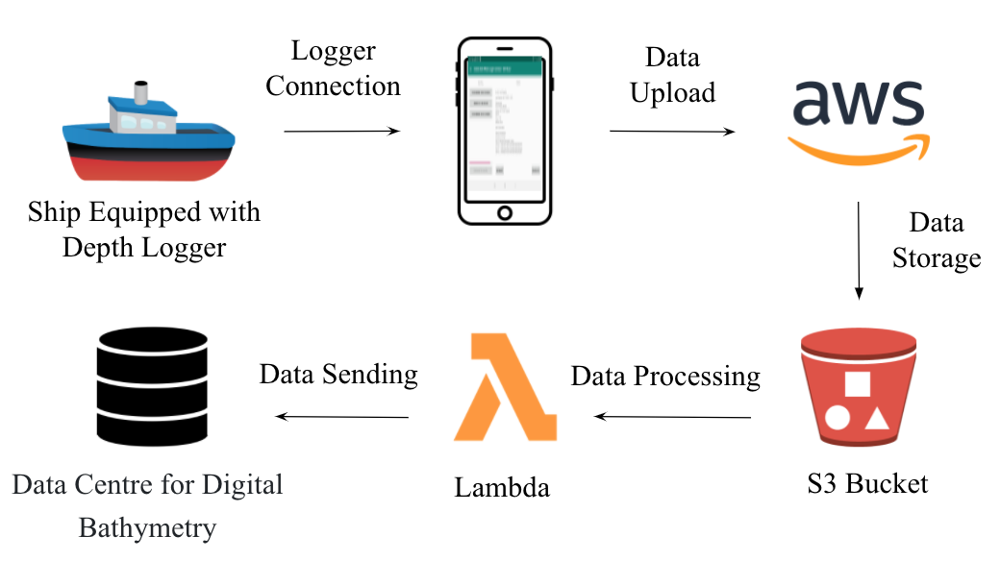 Logger
Connection
Data
Upload
aws
Ship Equipped with
Depth Logger
Data
Storage
Data Sending
Data Processing
Data Centre for Digital
Bathymetry
Lambda
S3 Bucket